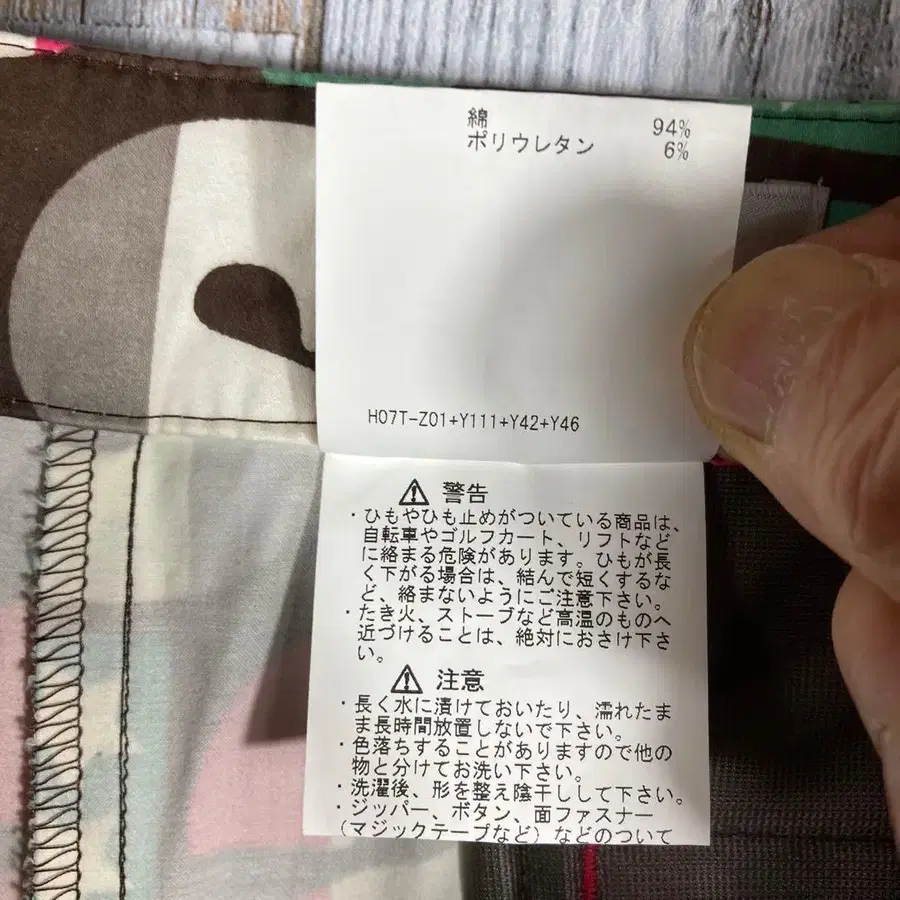 綿 94%
ポリウレタン 6%
H07T-Z01+Y111+Y42+Y46
⚠ 警告
・ひもやひも止めがついている商品は、
自転車やゴルフカート、リフトなど
に絡まる危険があります。ひもが長
く下がる場合は、結んで短くするな
ど、絡まないようにご注意下さい。
・たき火、ストーブなど高温のものへ
近づけることは、絶対におさけ下さ
い。
⚠ 注意
・長く水に漬けておいたり、濡れたま
ま長時間放置しないで下さい。
・色落ちすることがありますので他の
物と分けてお洗い下さい。
・洗濯後、形を整え陰干しして下さい。
・ジッパー、ボタン、面ファスナー
（マジックテープなど）などのついて